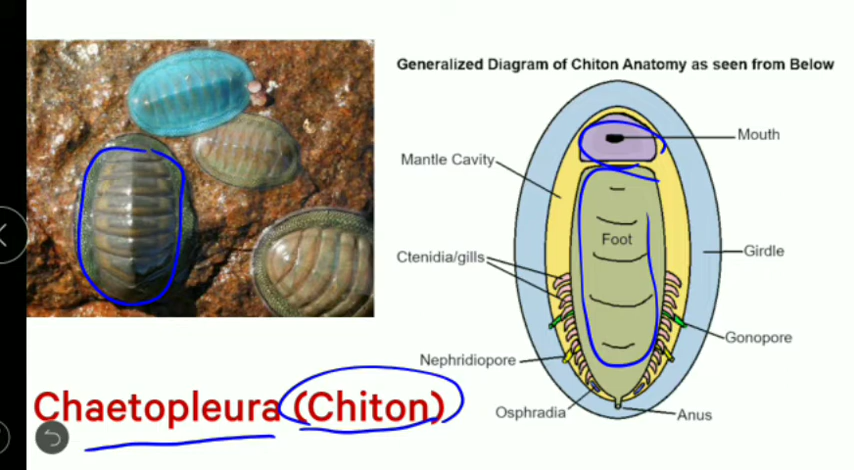 Generalized Diagram of Chiton Anatomy as seen from Below
Mouth
Mantle Cavity
Foot
Ctenidia/gills
Girdle
Gonopore
Nephridiopore
Osphradia
Anus
Chaetopleura (Chiton)